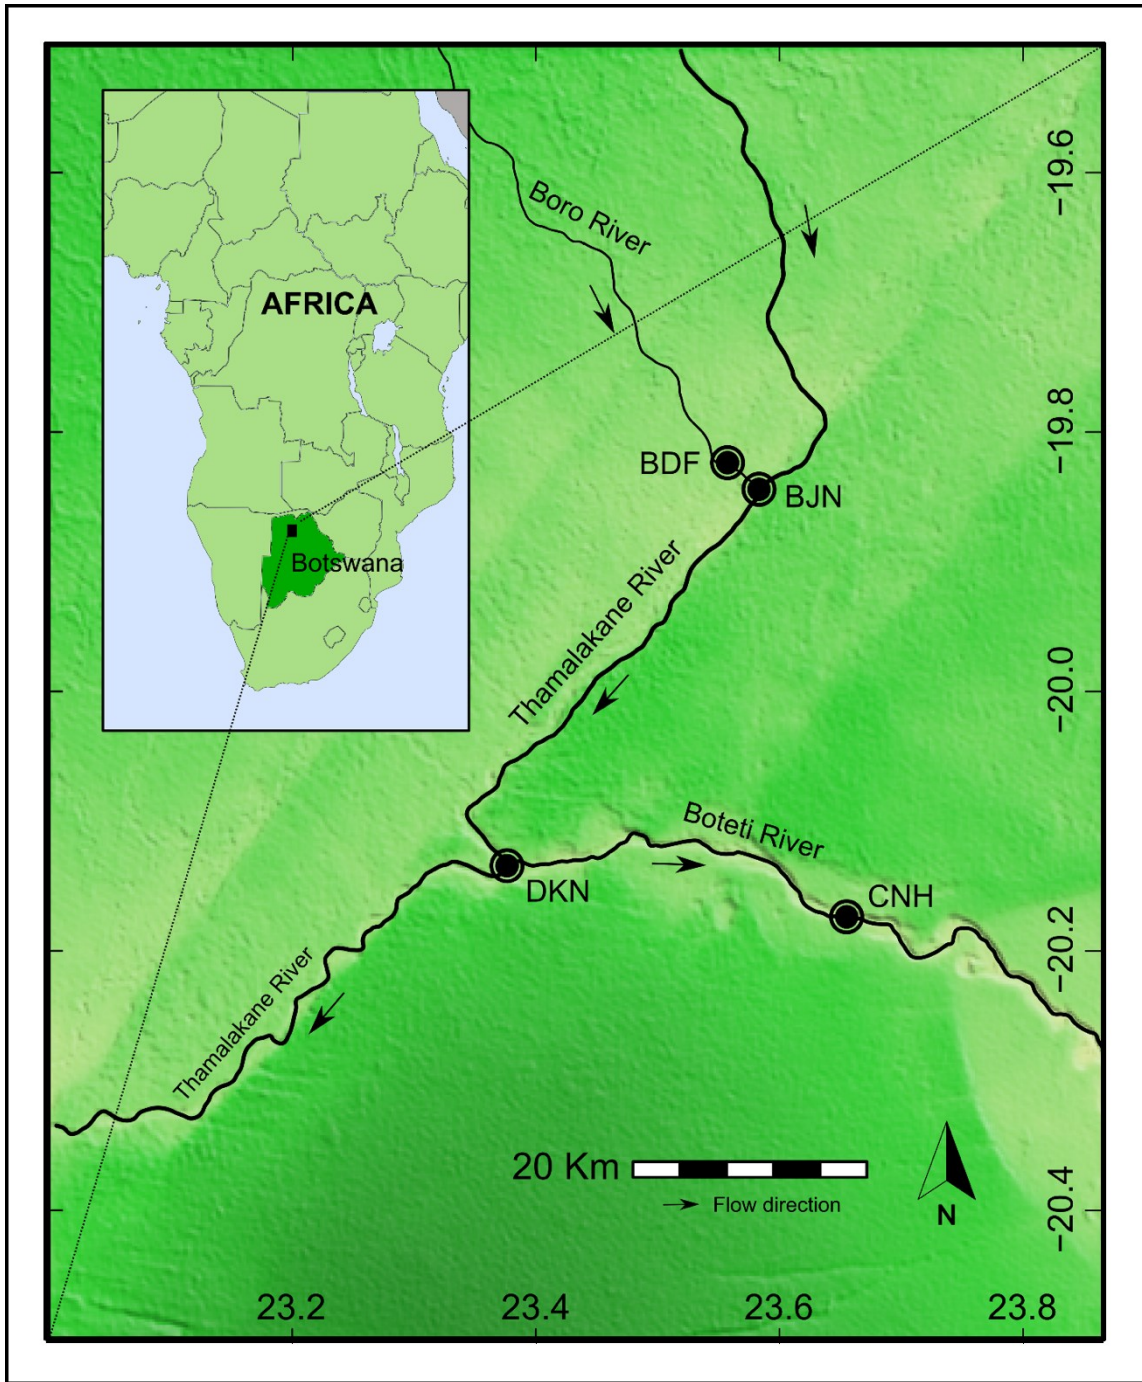 AFRICA
Botswana
Boro River
BDF
BJN
Thamalakane River
Boteti River
DKN
CNH
Thamalakane River
20 Km
Flow direction
N
−19.6
−19.8
−20.0
−20.2
−20.4
23.2
23.4
23.6
23.8